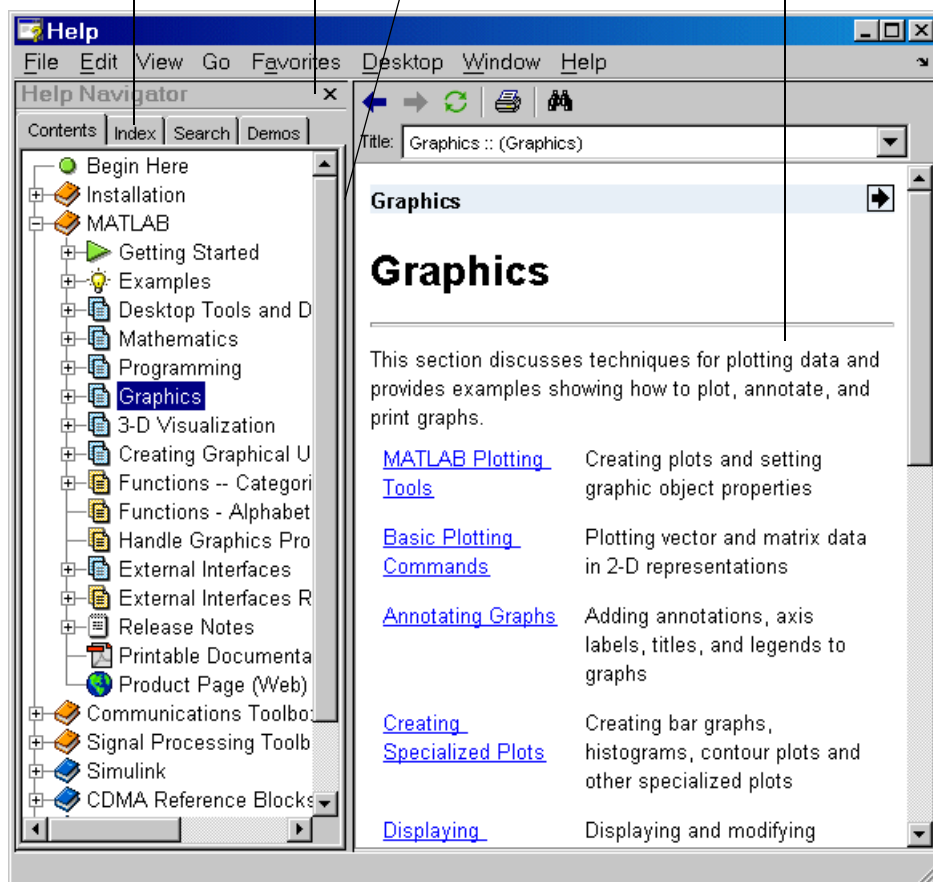 Help
File Edit View Go Favorites Desktop Window Help
Help Navigator
Contents Index Search Demos
Begin Here
Installation
MATLAB
Getting Started
Examples
Desktop Tools and D
Mathematics
Programming
Graphics
3-D Visualization
Creating Graphical U
Functions -- Categori
Functions - Alphabet
Handle Graphics Pro
External Interfaces
External Interfaces R
Release Notes
Printable Documenta
Product Page (Web)
Communications Toolbo
Signal Processing Toolb
Simulink
CDMA Reference Blocks
Title: Graphics :: (Graphics)
Graphics
Graphics
This section discusses techniques for plotting data and
provides examples showing how to plot, annotate, and
print graphs.
MATLAB Plotting
Tools
Creating plots and setting
graphic object properties
Basic Plotting
Commands
Plotting vector and matrix data
in 2-D representations
Annotating Graphs
Adding annotations, axis
labels, titles, and legends to
graphs
Creating
Specialized Plots
Creating bar graphs,
histograms, contour plots and
other specialized plots
Displaying
Displaying and modifying